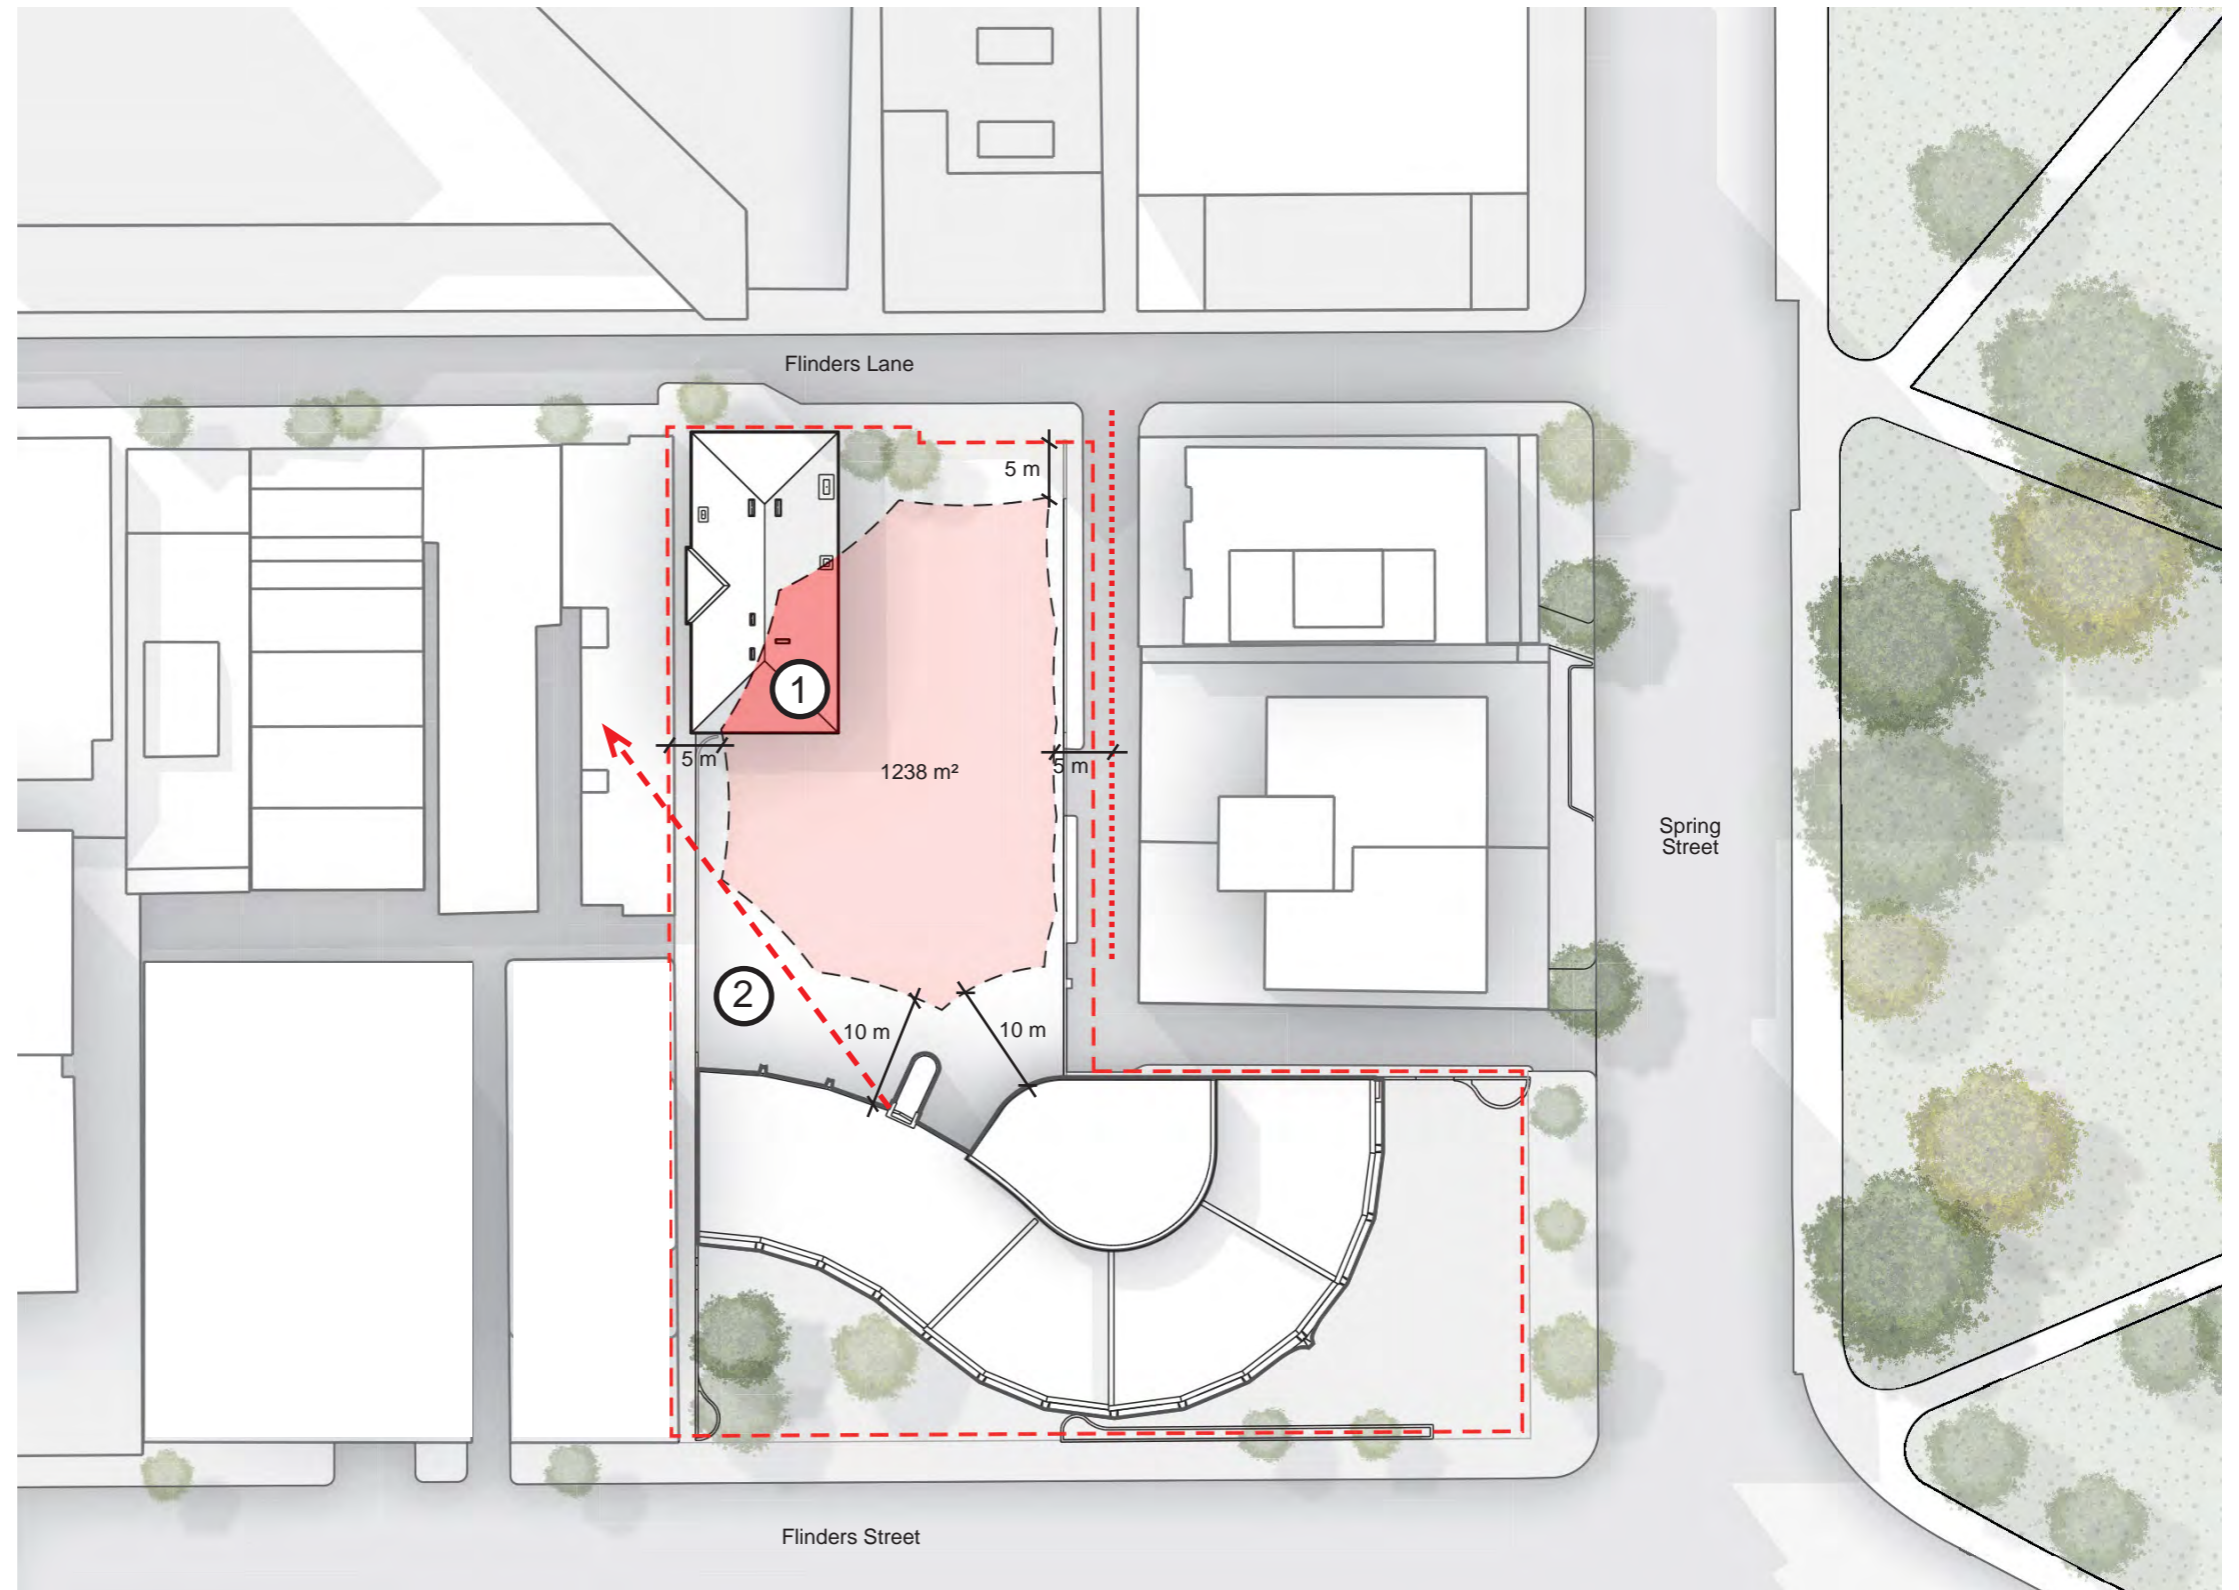 Flinders Lane
5 m
1
5 m
1238 m²
5 m
Spring
Street
2
10 m
10 m
Flinders Street